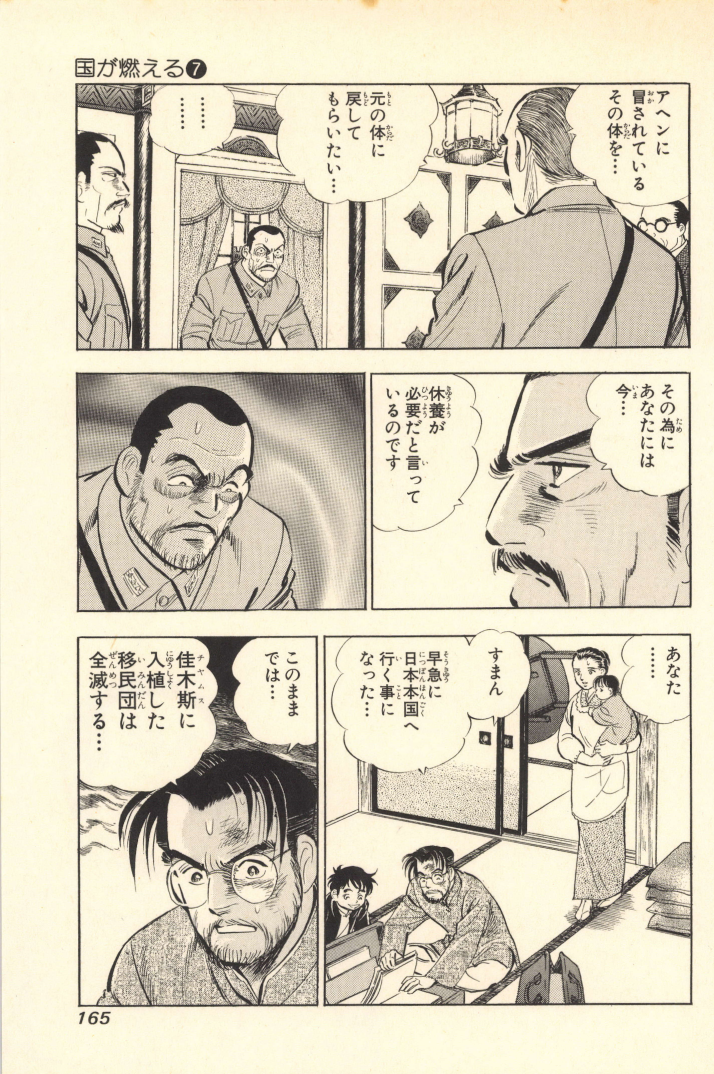 国が燃える❼
アヘンに
冒されている
その体を…
元の体に
戻して
もらいたい…
……
……
その為に
あなたには
今…
休養が
必要だと言って
いるのです
あなた
……
すまん
早急に
日本本国へ
行く事に
なった…
このまま
では…
佳木斯に
入植した
移民団は
全滅する…
165